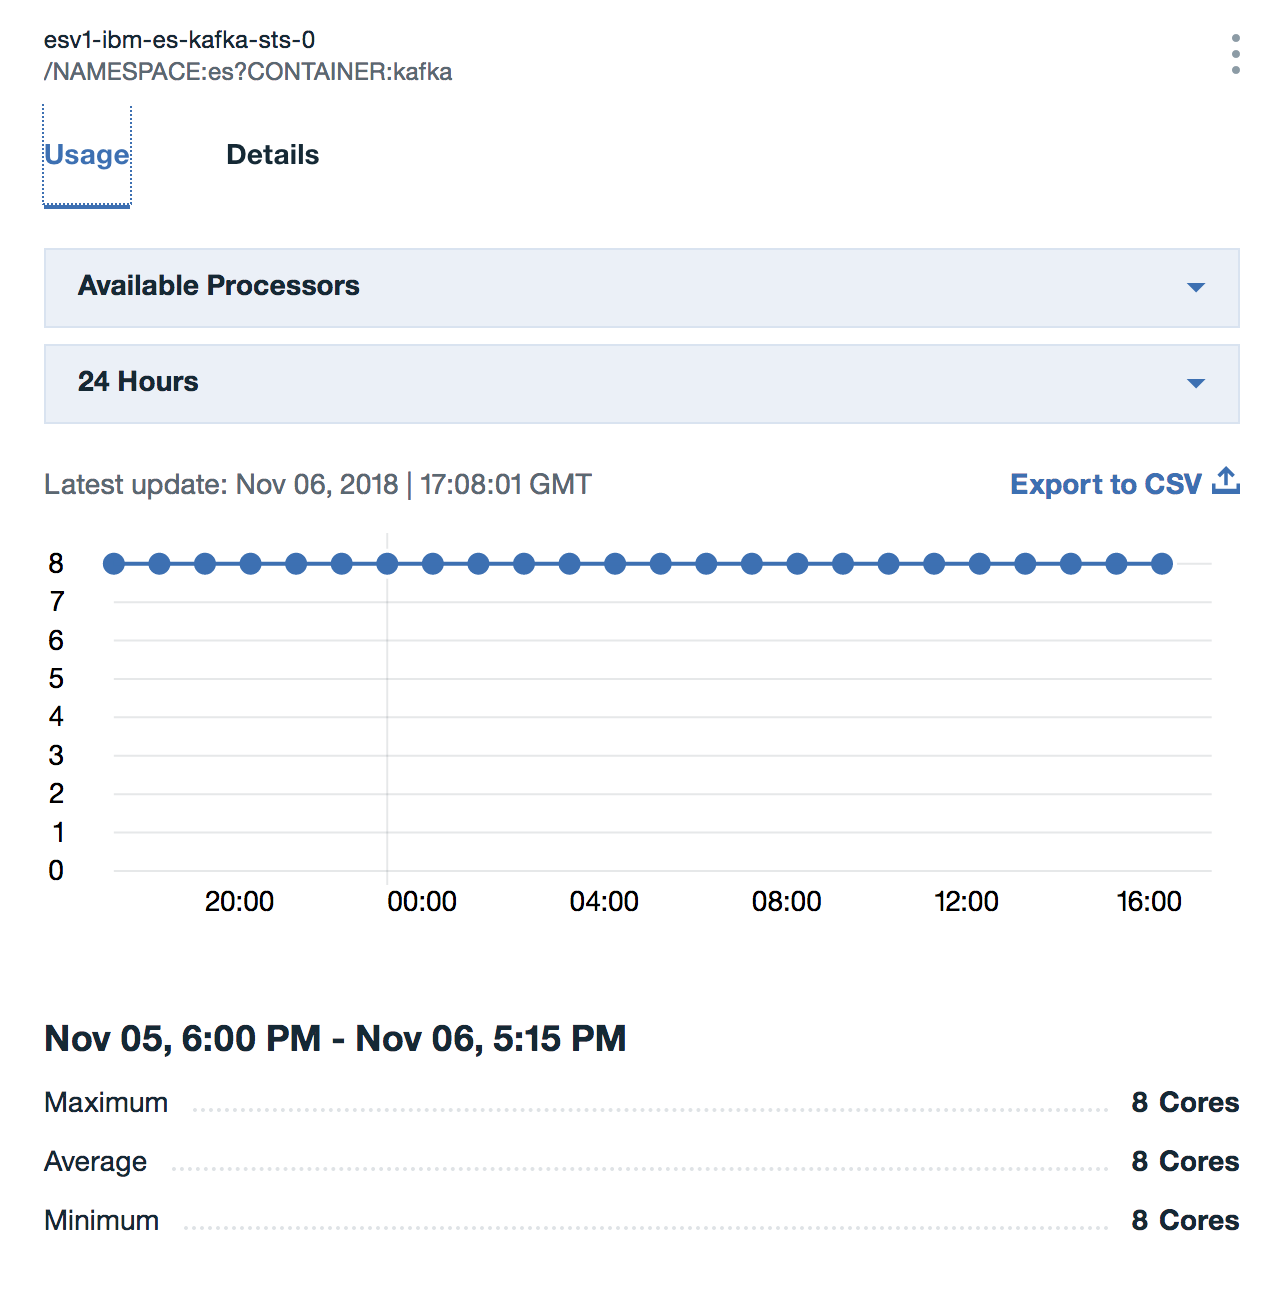 esv1-ibm-es-kafka-sts-0
/NAMESPACE:es?CONTAINER:kafka
Usage Details
Available Processors
24 Hours
Latest update: Nov 06, 2018 | 17:08:01 GMT Export to CSV
8
7
6
5
4
3
2
1
0
20:00 00:00 04:00 08:00 12:00 16:00
Nov 05, 6:00 PM - Nov 06, 5:15 PM
Maximum 8 Cores
Average 8 Cores
Minimum 8 Cores